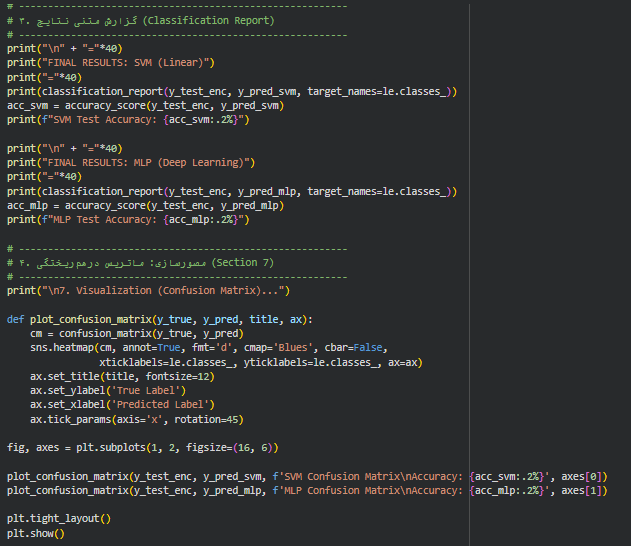 # ---------------------------------------------------------
# ۳. گزارش متنی نتایج (Classification Report)
# ---------------------------------------------------------
print("\n" + "="*40)
print("FINAL RESULTS: SVM (Linear)")
print("="*40)
print(classification_report(y_test_enc, y_pred_svm, target_names=le.classes_))
acc_svm = accuracy_score(y_test_enc, y_pred_svm)
print(f"SVM Test Accuracy: {acc_svm:.2%}")
print("\n" + "="*40)
print("FINAL RESULTS: MLP (Deep Learning)")
print("="*40)
print(classification_report(y_test_enc, y_pred_mlp, target_names=le.classes_))
acc_mlp = accuracy_score(y_test_enc, y_pred_mlp)
print(f"MLP Test Accuracy: {acc_mlp:.2%}")
# ---------------------------------------------------------
# ۴. مصورسازی: ماتریس درهم‌ریختگی (Section 7)
# ---------------------------------------------------------
print("\n7. Visualization (Confusion Matrix)...")
def plot_confusion_matrix(y_true, y_pred, title, ax):
    cm = confusion_matrix(y_true, y_pred)
    sns.heatmap(cm, annot=True, fmt='d', cmap='Blues', cbar=False,
                xticklabels=le.classes_, yticklabels=le.classes_, ax=ax)
    ax.set_title(title, fontsize=12)
    ax.set_ylabel('True Label')
    ax.set_xlabel('Predicted Label')
    ax.tick_params(axis='x', rotation=45)
fig, axes = plt.subplots(1, 2, figsize=(16, 6))
plot_confusion_matrix(y_test_enc, y_pred_svm, f'SVM Confusion Matrix\nAccuracy: {acc_svm:.2%}', axes[0])
plot_confusion_matrix(y_test_enc, y_pred_mlp, f'MLP Confusion Matrix\nAccuracy: {acc_mlp:.2%}', axes[1])
plt.tight_layout()
plt.show()